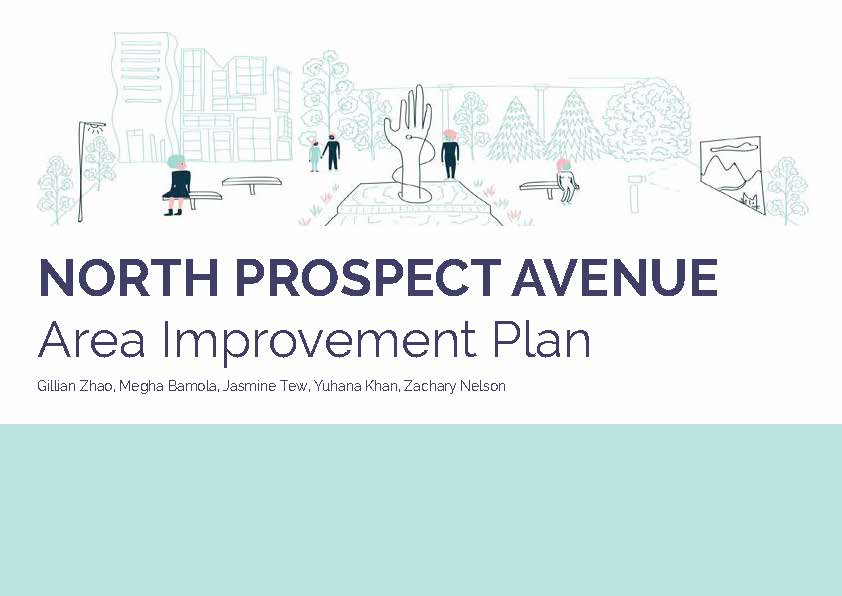 NORTH PROSPECT AVENUE
Area Improvement Plan
Gillian Zhao, Megha Bamola, Jasmine Tew, Yuhana Khan, Zachary Nelson